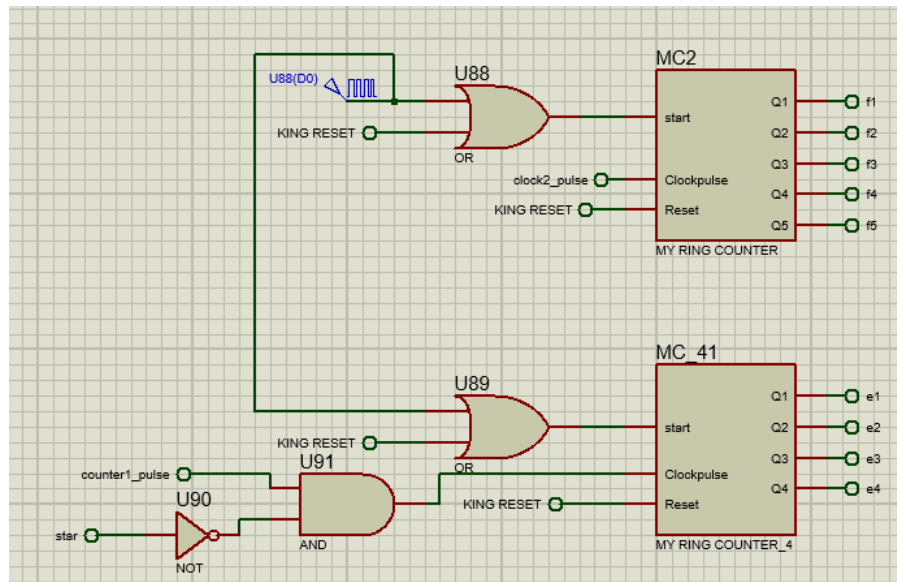 MC2
U88
U88(D0)
Q1
f1
start
KING RESET
Q2
f2
OR
Q3
f3
clock2_pulse
Clockpulse
Q4
f4
KING RESET
Reset
Q5
f5
MY RING COUNTER
MC_41
U89
Q1
e1
start
Q2
e2
KING RESET
Q3
e3
U91
OR
counter1_pulse
Clockpulse
Q4
e4
U90
KING RESET
Reset
star
AND
MY RING COUNTER_4
NOT